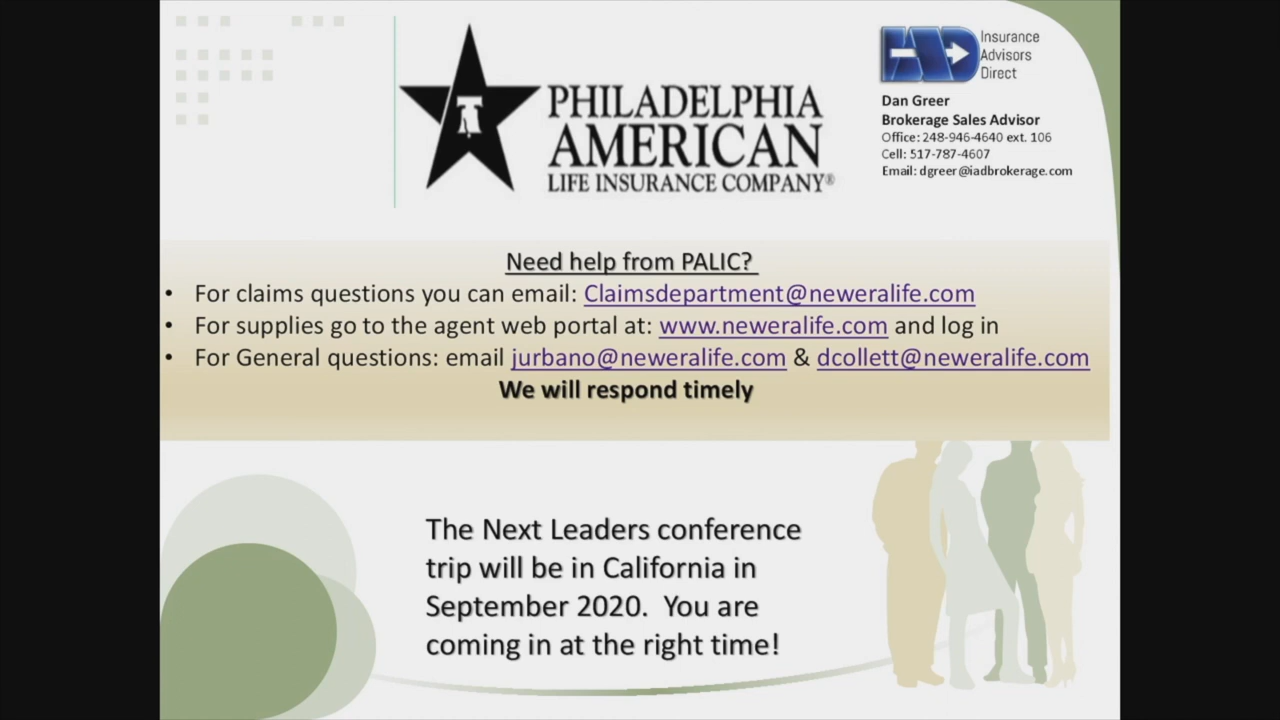 PHILADELPHIA
AMERICAN
LIFE INSURANCE COMPANY®
IAD
Insurance
Advisors
Direct
Dan Greer
Brokerage Sales Advisor
Office: 248-946-4640 ext. 106
Cell: 517-787-4607
Email: dgreer@iadbrokerage.com
Need help from PALIC?
• For claims questions you can email: Claimsdepartment@neweralife.com
• For supplies go to the agent web portal at: www.neweralife.com and log in
• For General questions: email jurbano@neweralife.com & dcollett@neweralife.com
We will respond timely
The Next Leaders conference
trip will be in California in
September 2020. You are
coming in at the right time!